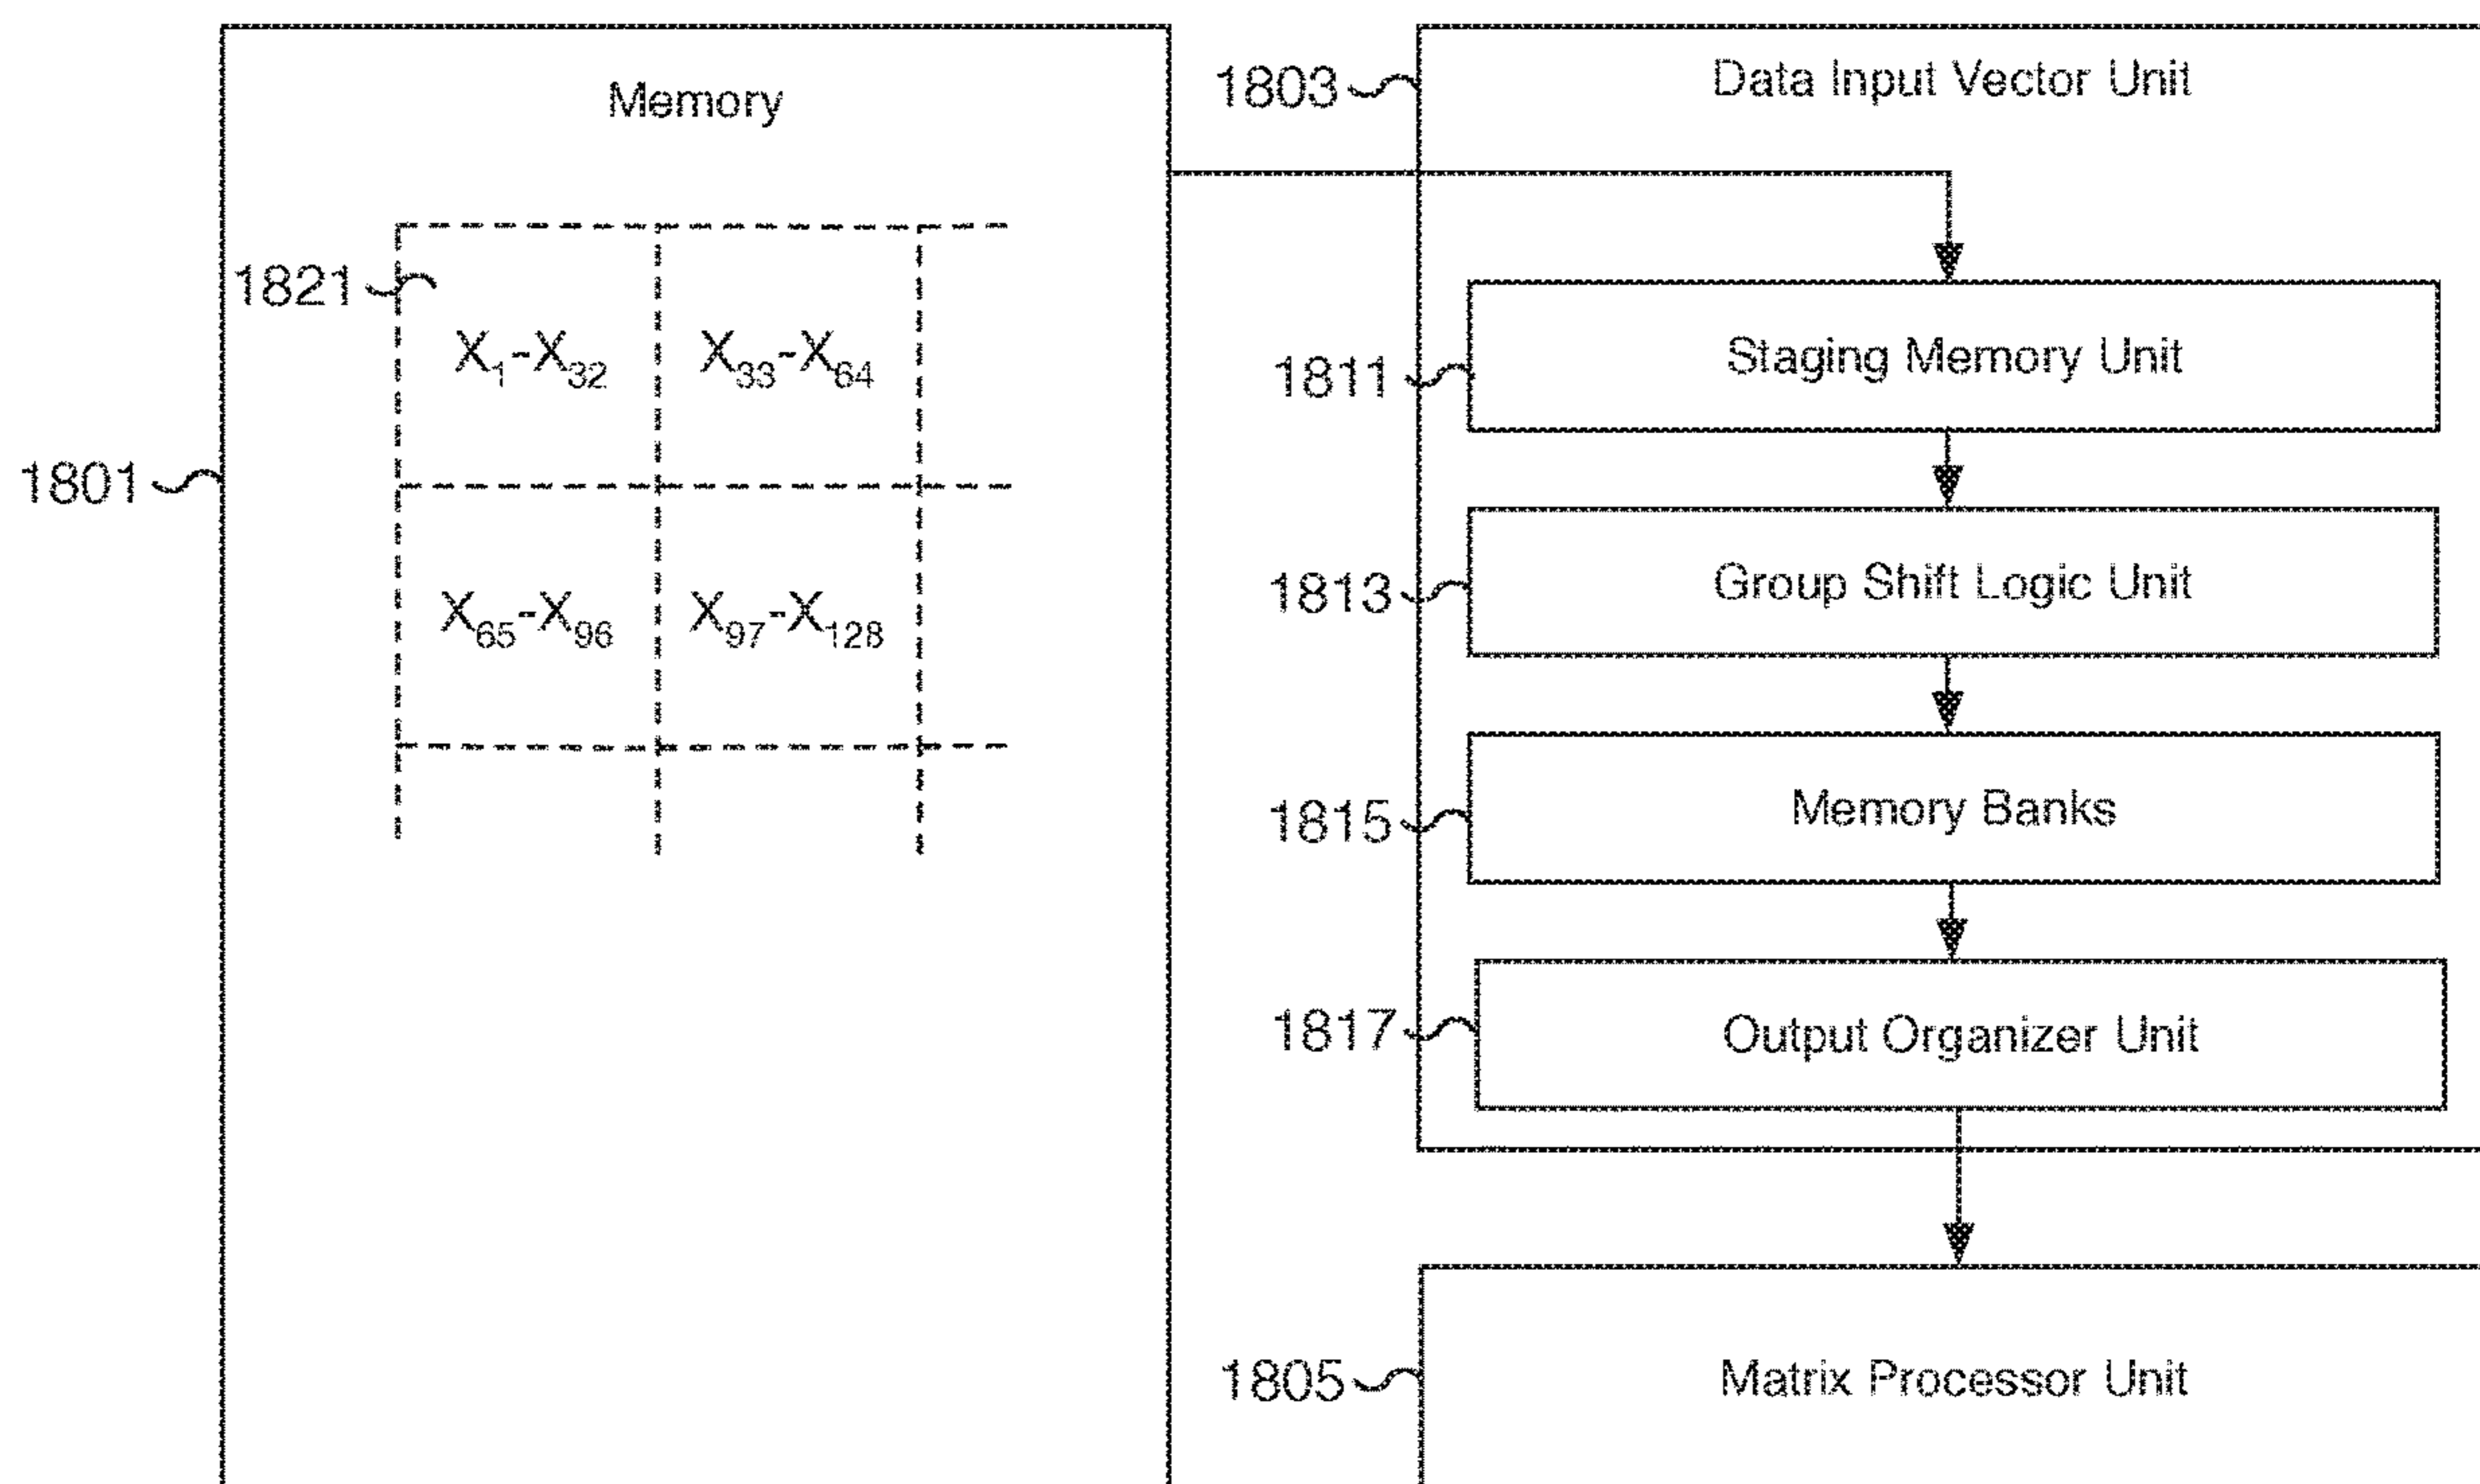 Memory
1803
Data Input Vector Unit
1821
X1-X32
X33-X64
1811
Staging Memory Unit
1801
1813
Group Shift Logic Unit
X65-X96
X97-X128
1815
Memory Banks
1817
Output Organizer Unit
1805
Matrix Processor Unit